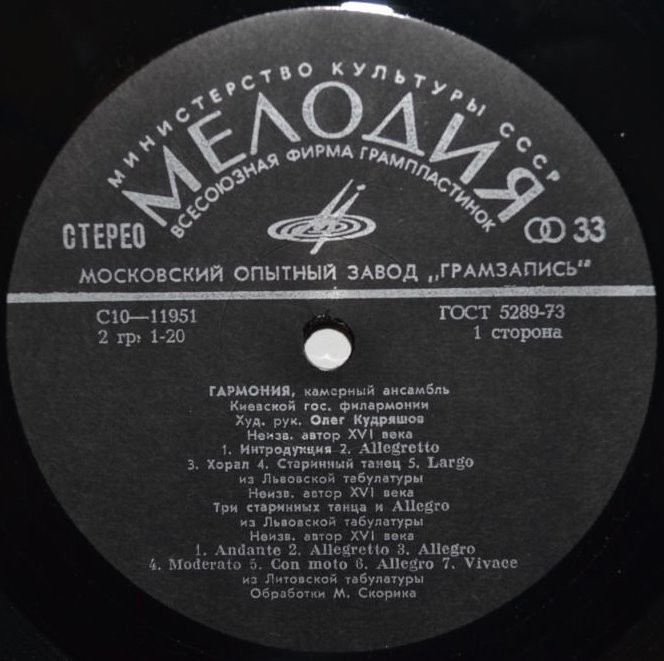 МИНИСТЕРСТВО КУЛЬТУРЫ СССР
МЕЛОДИЯ
ВСЕСОЮЗНАЯ ФИРМА ГРАМПЛАСТИНОК
СТЕРЕО
33
МОСКОВСКИЙ ОПЫТНЫЙ ЗАВОД „ГРАМЗАПИСЬ"
С10—11951
ГОСТ 5289-73
2 гр. 1-20
1 сторона
ГАРМОНИЯ, камерный ансамбль
Киевской гос. филармонии
Худ. рук. Олег Кудряшов
Неизв. автор XVI века
1. Интродукция 2. Allegretto
3. Хорал 4. Старинный танец 5. Largo
из Львовской табулатуры
Неизв. автор XVI века
Три старинных танца и Allegro
из Львовской табулатуры
Неизв. автор XVI века
1. Andante 2. Allegretto 3. Allegro
4. Moderato 5. Con moto 6. Allegro 7. Vivace
из Литовской табулатуры
Обработки М. Скорика